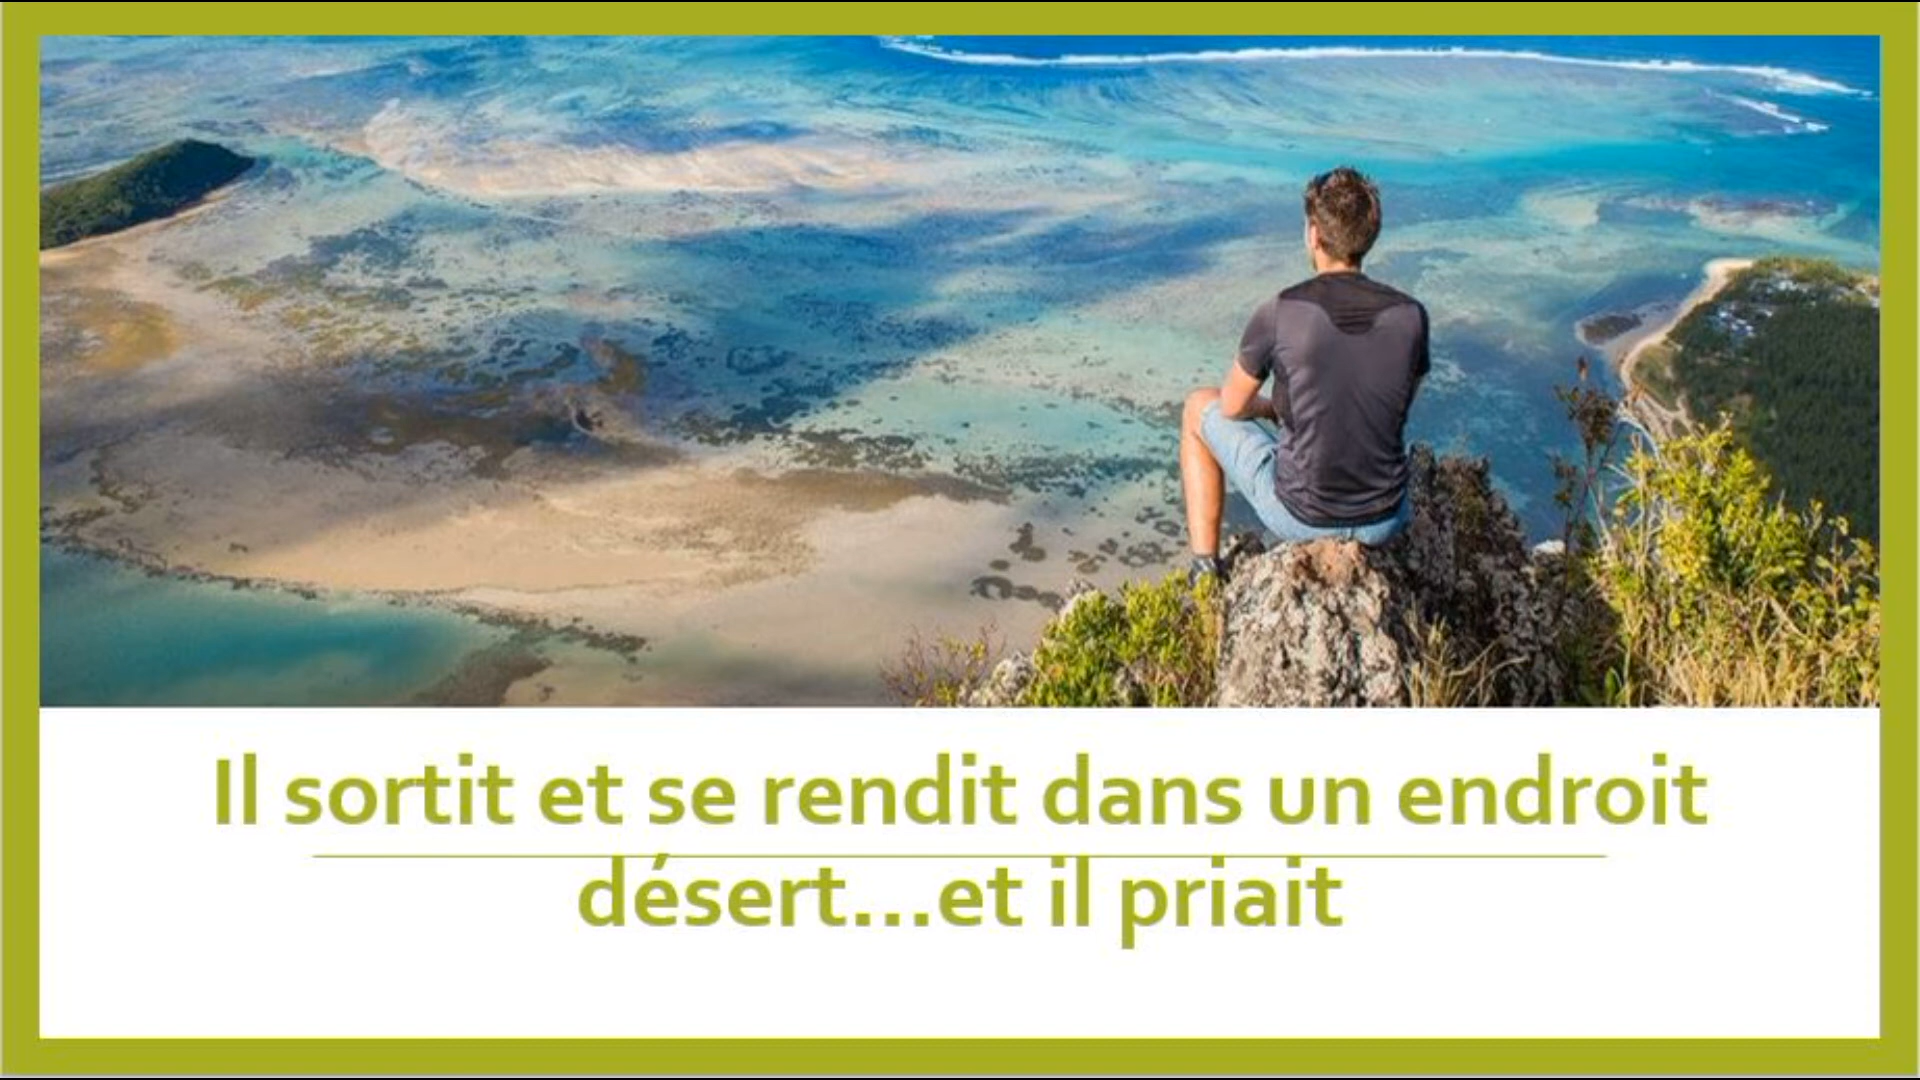 Il sortit et se rendit dans un endroit
désert...et il priait